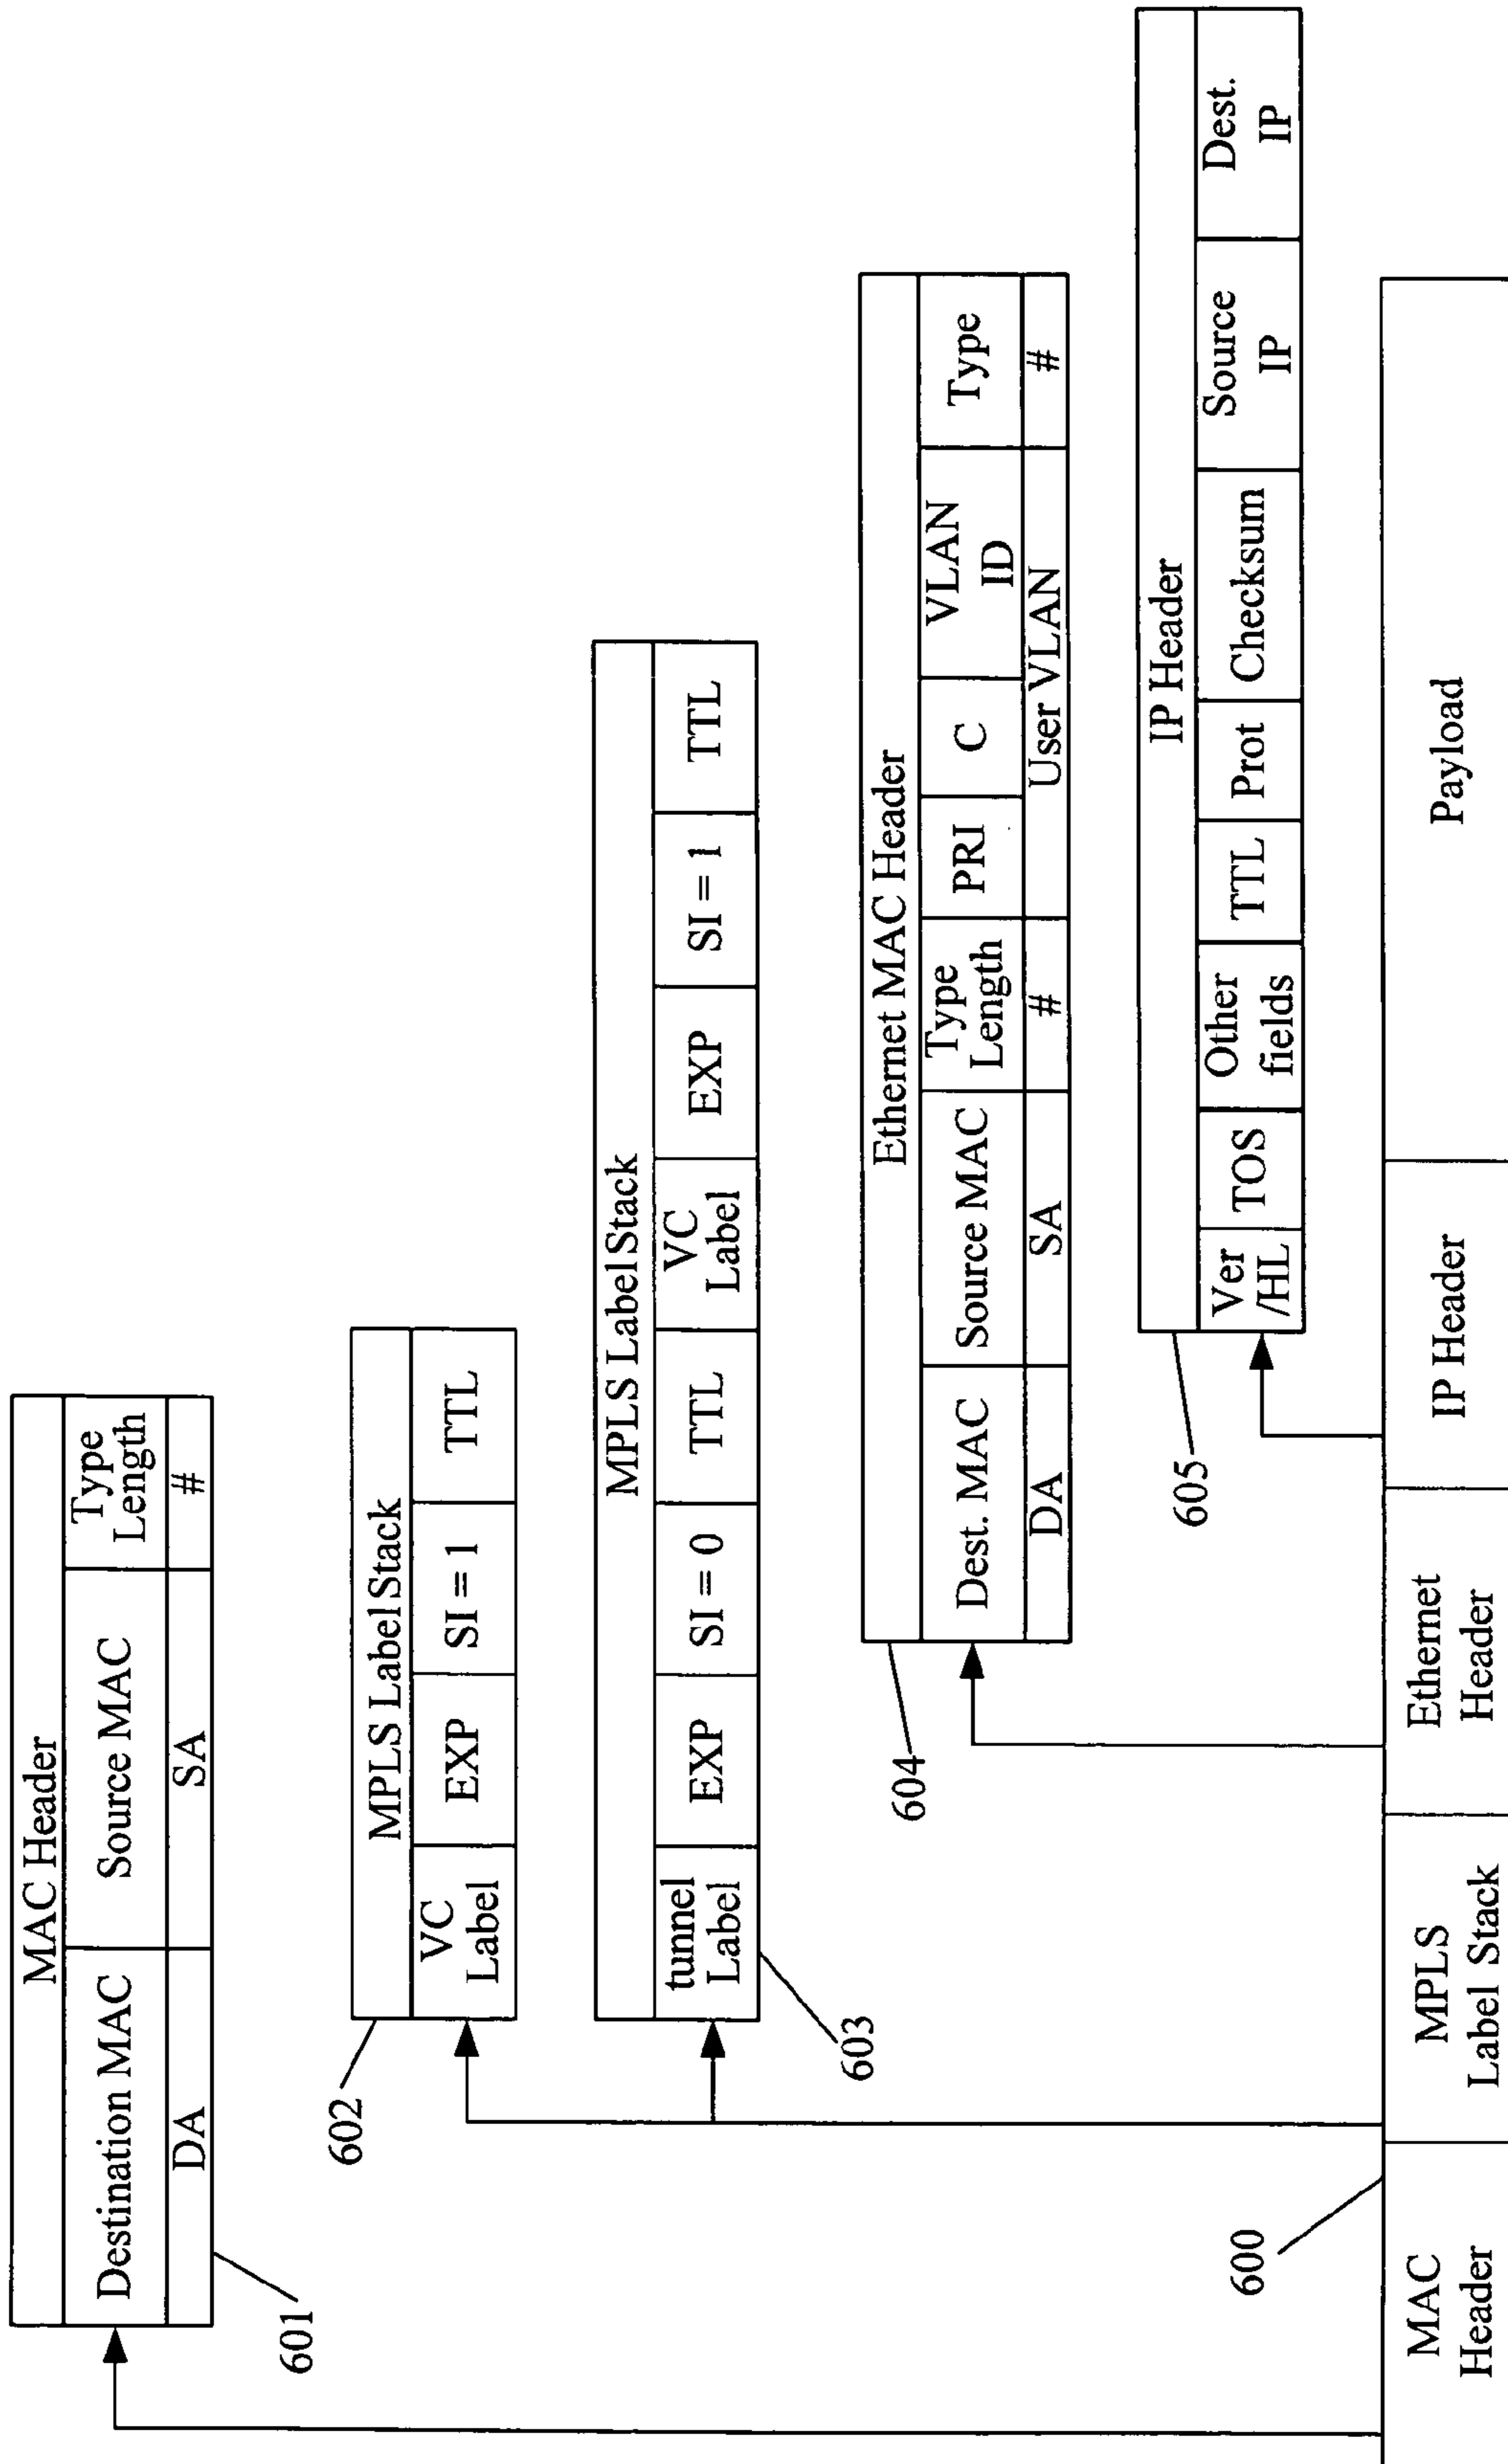 MAC Header
Destination MAC
Source MAC
Type
Length
DA
SA
#
601
MPLS Label Stack
VC
Label
EXP
SI = 1
TTL
602
MPLS Label Stack
tunnel
Label
EXP
SI = 0
TTL
VC
Label
EXP
SI = 1
TTL
603
Ethernet MAC Header
Dest. MAC
Source MAC
Type
Length
PRI
C
VLAN
ID
Type
DA
SA
#
User VLAN
#
604
IP Header
Ver
/HL
TOS
Other
fields
TTL
Prot
Checksum
Source
IP
Dest.
IP
605
600
MAC
Header
MPLS
Label Stack
Ethernet
Header
IP Header
Payload